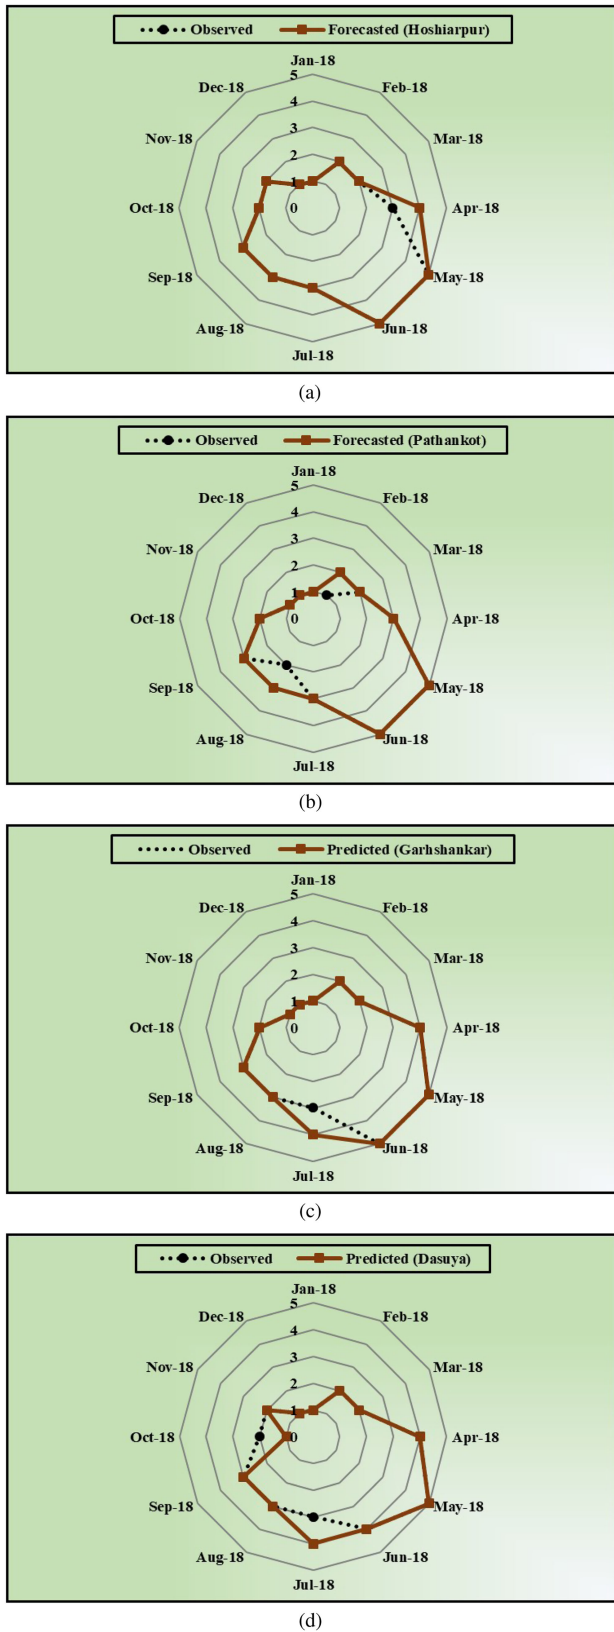 Observed Forecasted (Hoshiarpur)
Jan-18
5
Dec-18 Feb-18
4
Nov-18 3 Mar-18
2
1
Oct-18 0 Apr-18
Sep-18 May-18
Aug-18 Jun-18
Jul-18
(a)
Observed Forecasted (Pathankot)
Jan-18
5
Dec-18 Feb-18
4
Nov-18 3 Mar-18
2
1
Oct-18 0 Apr-18
Sep-18 May-18
Aug-18 Jun-18
Jul-18
(b)
Observed Predicted (Garhshankar)
Jan-18
5
Dec-18 Feb-18
4
Nov-18 3 Mar-18
2
1
Oct-18 0 Apr-18
Sep-18 May-18
Aug-18 Jun-18
Jul-18
(c)
Observed Predicted (Dasuya)
Jan-18
5
Dec-18 Feb-18
4
Nov-18 3 Mar-18
2
1
Oct-18 0 Apr-18
Sep-18 May-18
Aug-18 Jun-18
Jul-18
(d)